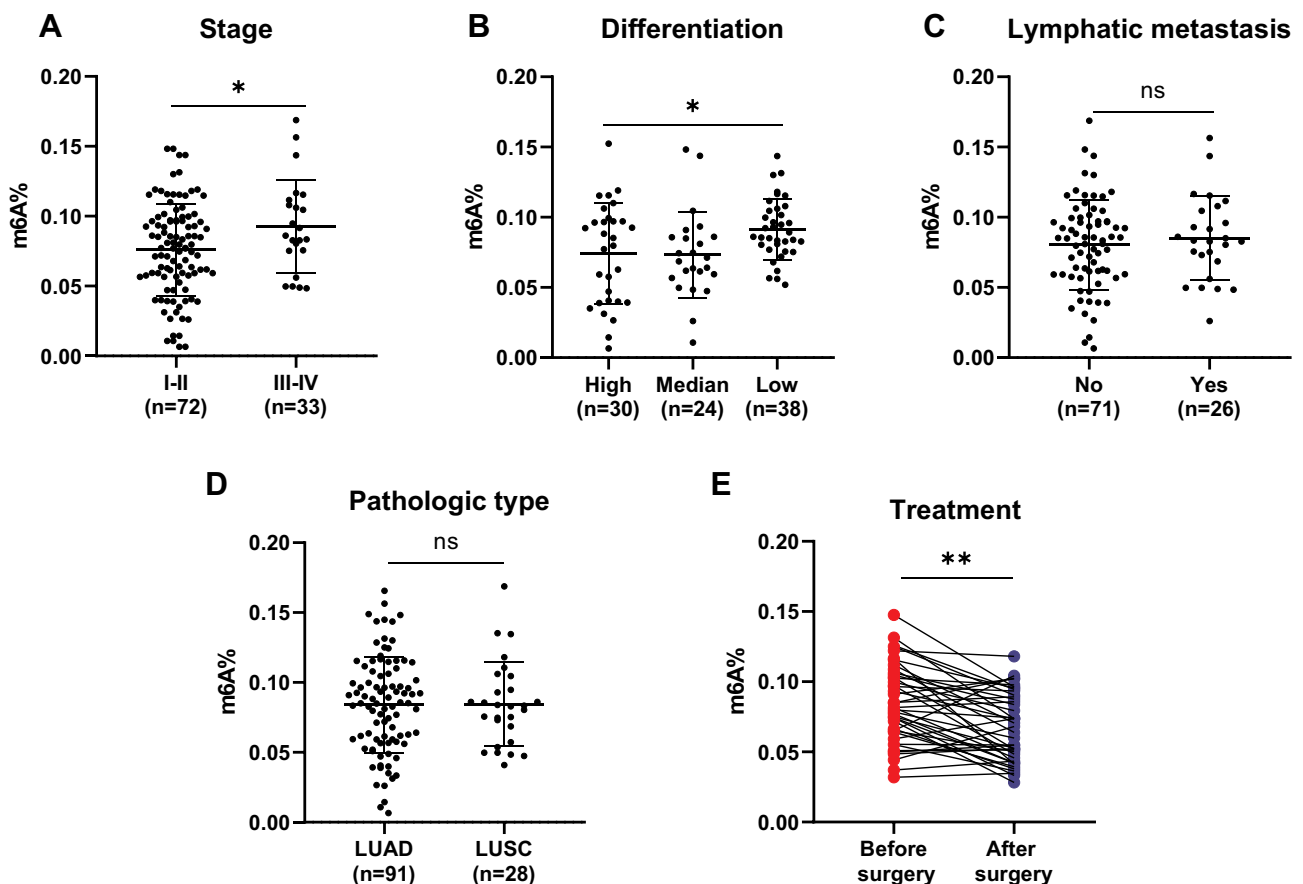 A
Stage
m6A%
0.20
0.15
0.10
0.05
0.00
*
I-II
(n=72)
III-IV
(n=33)
B
Differentiation
m6A%
0.20
0.15
0.10
0.05
0.00
*
High
(n=30)
Median
(n=24)
Low
(n=38)
C
Lymphatic metastasis
m6A%
0.20
0.15
0.10
0.05
0.00
ns
No
(n=71)
Yes
(n=26)
D
Pathologic type
m6A%
0.20
0.15
0.10
0.05
0.00
ns
LUAD
(n=91)
LUSC
(n=28)
E
Treatment
m6A%
0.20
0.15
0.10
0.05
0.00
**
Before
surgery
After
surgery